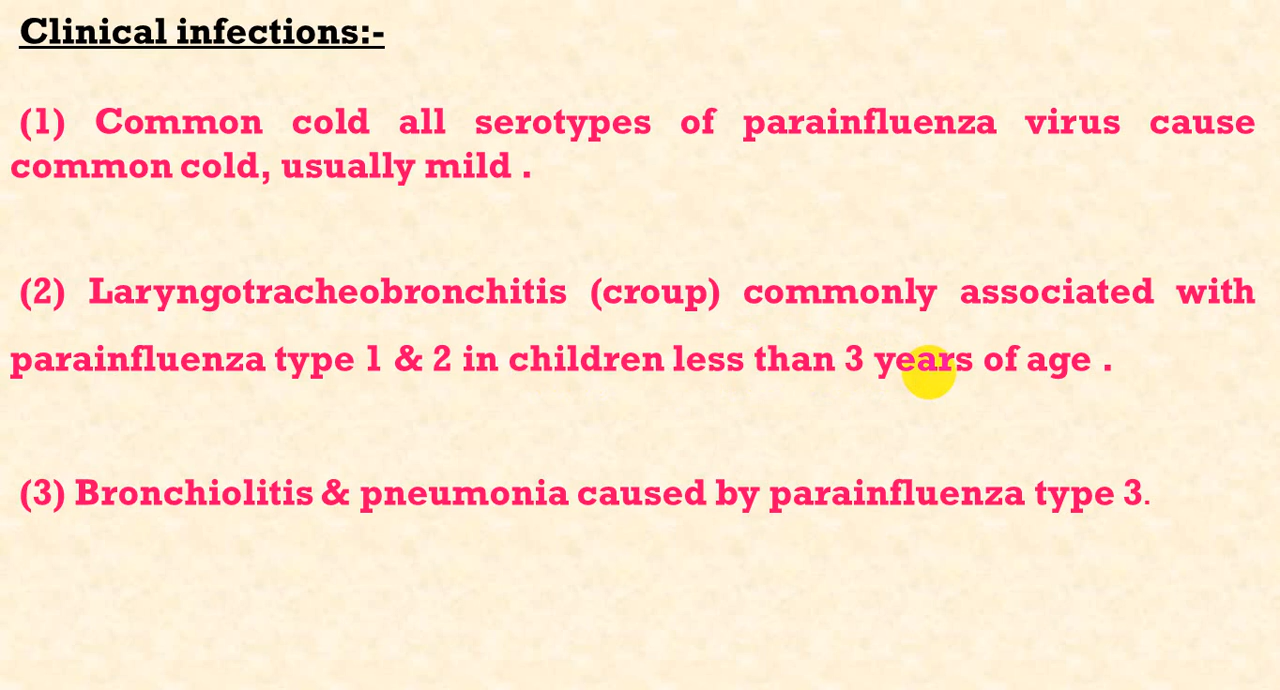 Clinical infections:-
(1) Common cold all serotypes of parainfluenza virus cause
common cold, usually mild .
(2) Laryngotracheobronchitis (croup) commonly associated with
parainfluenza type 1 & 2 in children less than 3 years of age .
(3) Bronchiolitis & pneumonia caused by parainfluenza type 3.